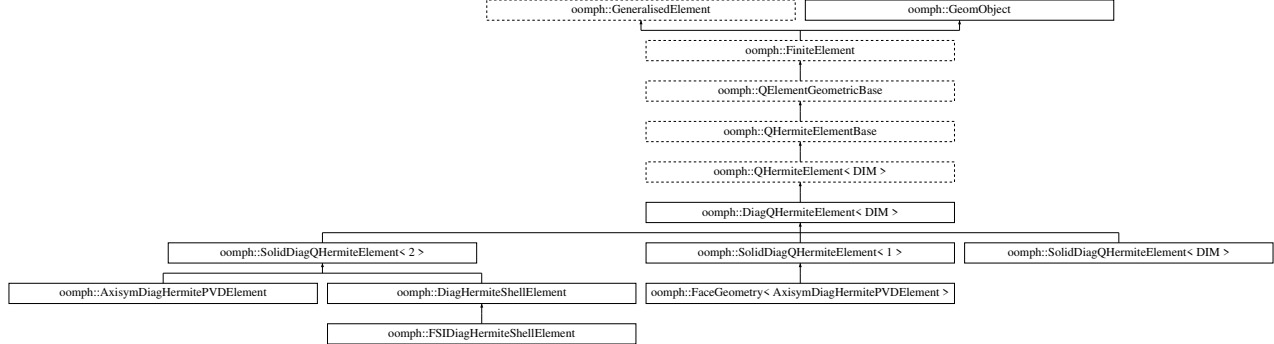 oomph::GeneralisedElement
oomph::GeomObject
oomph::FiniteElement
oomph::QElementGeometricBase
oomph::QHermiteElementBase
oomph::QHermiteElement< DIM >
oomph::DiagQHermiteElement< DIM >
oomph::SolidDiagQHermiteElement< 2 >
oomph::SolidDiagQHermiteElement< 1 >
oomph::SolidDiagQHermiteElement< DIM >
oomph::AxisymDiagHermitePVDElement
oomph::DiagHermiteShellElement
oomph::FaceGeometry< AxisymDiagHermitePVDElement >
oomph::FSIDiagHermiteShellElement